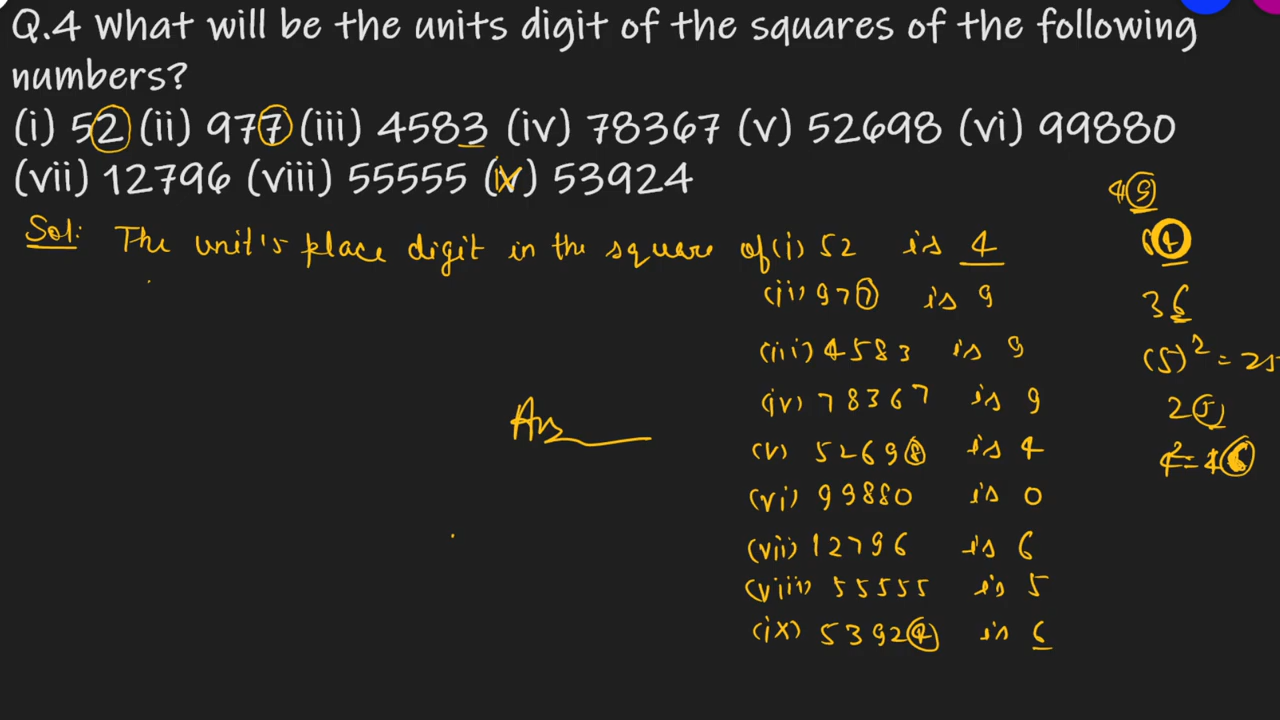 Q.4 What will be the units digit of the squares of the following
numbers?
(i) 52 (ii) 977 (iii) 4583 (iv) 78367 (v) 52698 (vi) 99880
(vii) 12796 (viii) 55555 (ix) 53924
Sol: The unit's place digit in the square of (i) 52 is 4
(ii) 977 is 9
(iii) 4583 is 9
(iv) 78367 is 9
(v) 52698 is 4
(vi) 99880 is 0
(vii) 12796 is 6
(viii) 55555 is 5
(ix) 53924 is 6
Ans
49
36
(5)² = 25
25
4² = 16